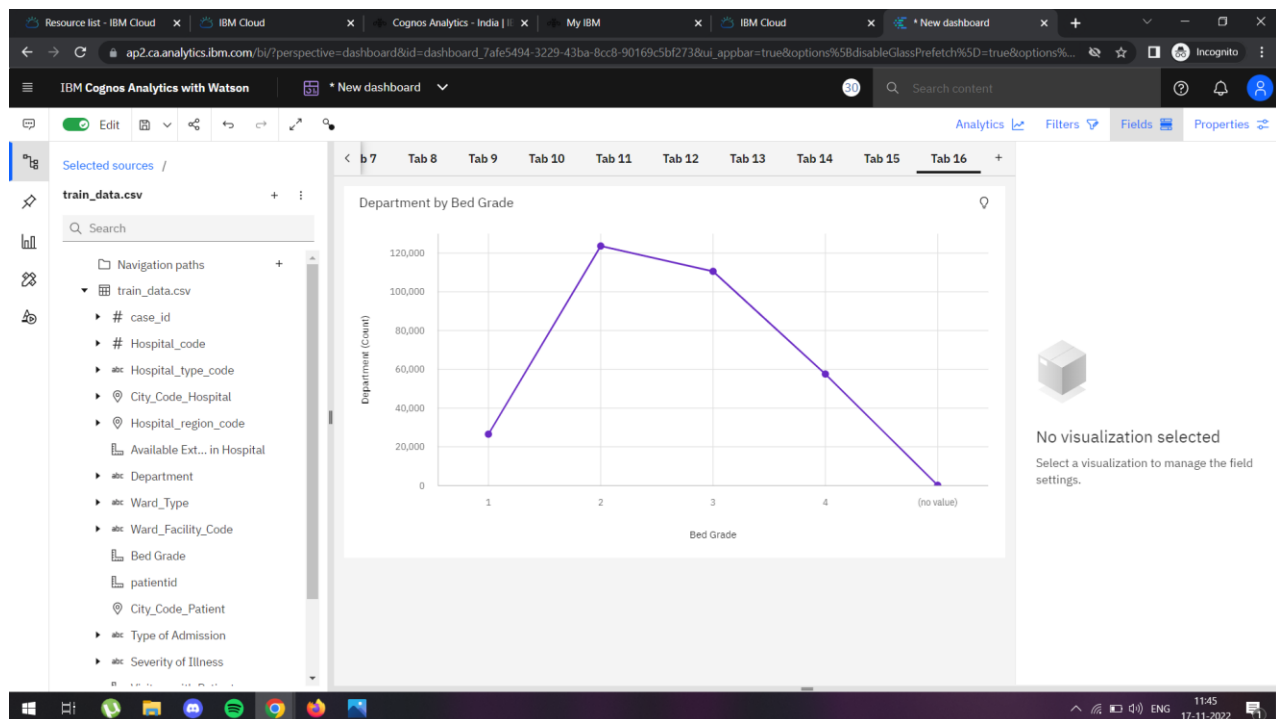 Resource list - IBM Cloud
IBM Cloud
Cognos Analytics - India | I
My IBM
IBM Cloud
* New dashboard
ap2.ca.analytics.ibm.com/bi/?perspective=dashboard&id=dashboard_7afe5494-3229-43ba-8cc8-90169c5bf273&ui_appbar=true&options%5BdisableGlassPrefetch%5D=true&options%...
Incognito
IBM Cognos Analytics with Watson
* New dashboard
30
Search content
Edit
Analytics
Filters
Fields
Properties
Selected sources /
train_data.csv
Search
Navigation paths
train_data.csv
# case_id
# Hospital_code
abc Hospital_type_code
City_Code_Hospital
Hospital_region_code
Available Ext... in Hospital
abc Department
abc Ward_Type
abc Ward_Facility_Code
Bed Grade
patientid
City_Code_Patient
abc Type of Admission
abc Severity of Illness
b 7
Tab 8
Tab 9
Tab 10
Tab 11
Tab 12
Tab 13
Tab 14
Tab 15
Tab 16
+
Department by Bed Grade
Department (Count)
120,000
100,000
80,000
60,000
40,000
20,000
0
1
2
3
4
(no value)
Bed Grade
No visualization selected
Select a visualization to manage the field
settings.
ENG
11:45
17-11-2022
1